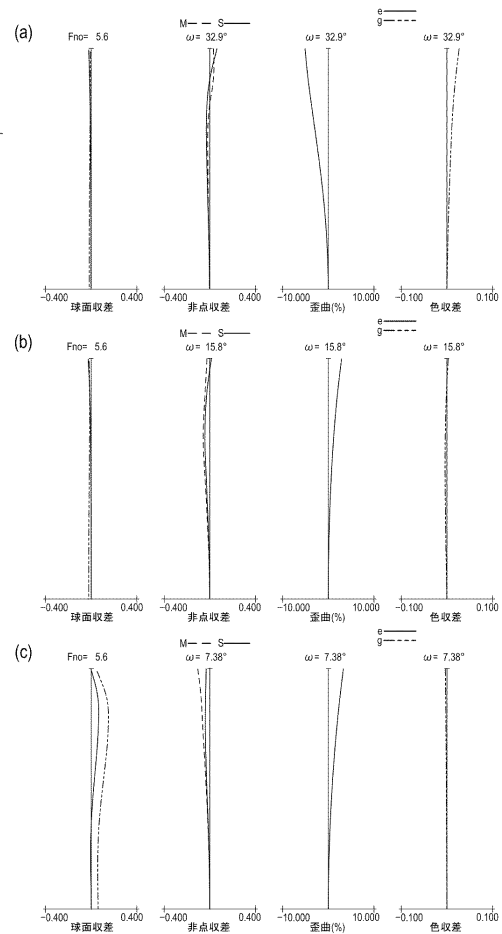 (a)
M S e
g
Fno= 5.6 ω= 32.9° ω= 32.9° ω= 32.9°
−0.400 0.400 −0.400 0.400 −10.000 10.000 −0.100 0.100
球面収差 非点収差 歪曲(%) 色収差
(b)
M S e
g
Fno= 5.6 ω= 15.8° ω= 15.8° ω= 15.8°
−0.400 0.400 −0.400 0.400 −10.000 10.000 −0.100 0.100
球面収差 非点収差 歪曲(%) 色収差
(c)
M S e
g
Fno= 5.6 ω= 7.38° ω= 7.38° ω= 7.38°
−0.400 0.400 −0.400 0.400 −10.000 10.000 −0.100 0.100
球面収差 非点収差 歪曲(%) 色収差